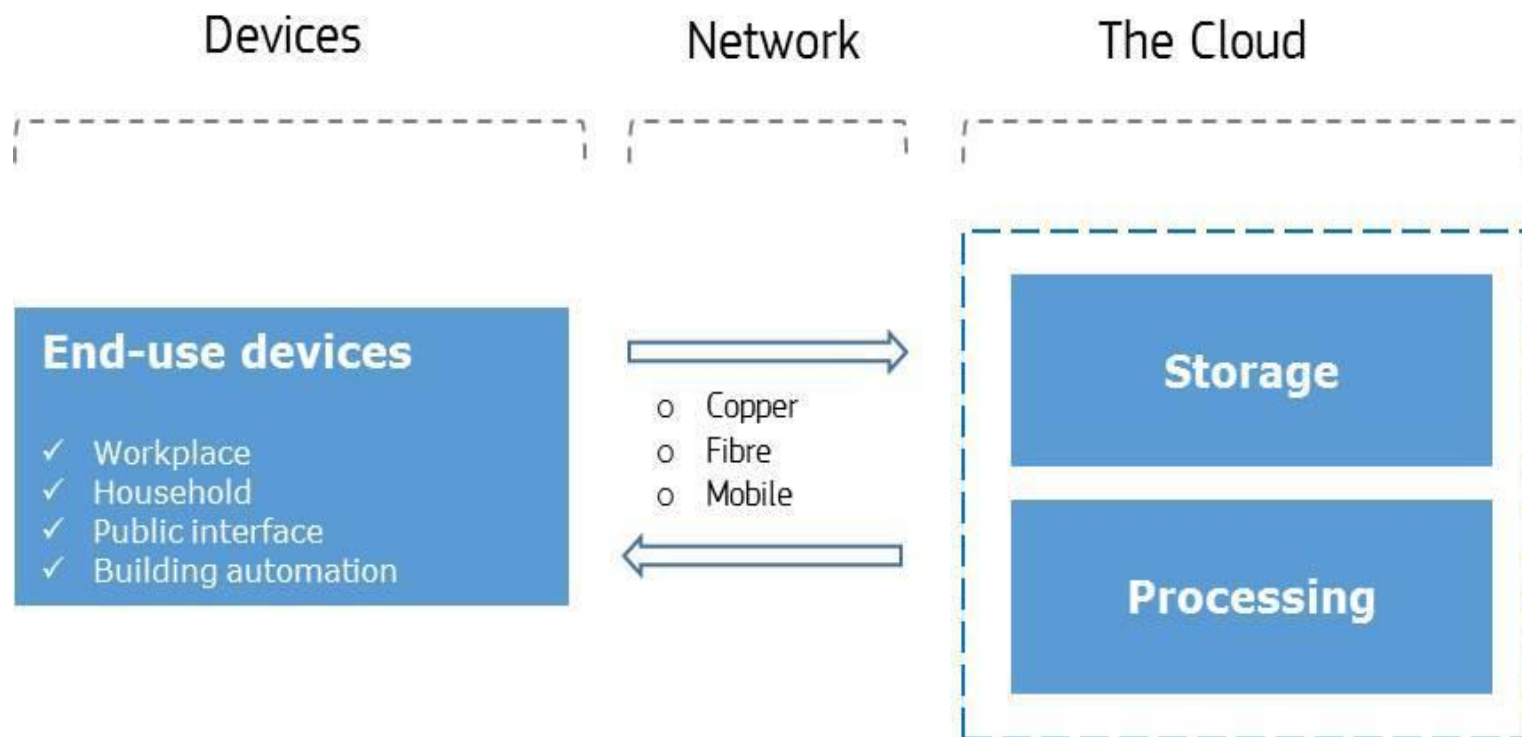 Devices
Network
The Cloud
End-use devices
✓ Workplace
✓ Household
✓ Public interface
✓ Building automation
o Copper
o Fibre
o Mobile
Storage
Processing